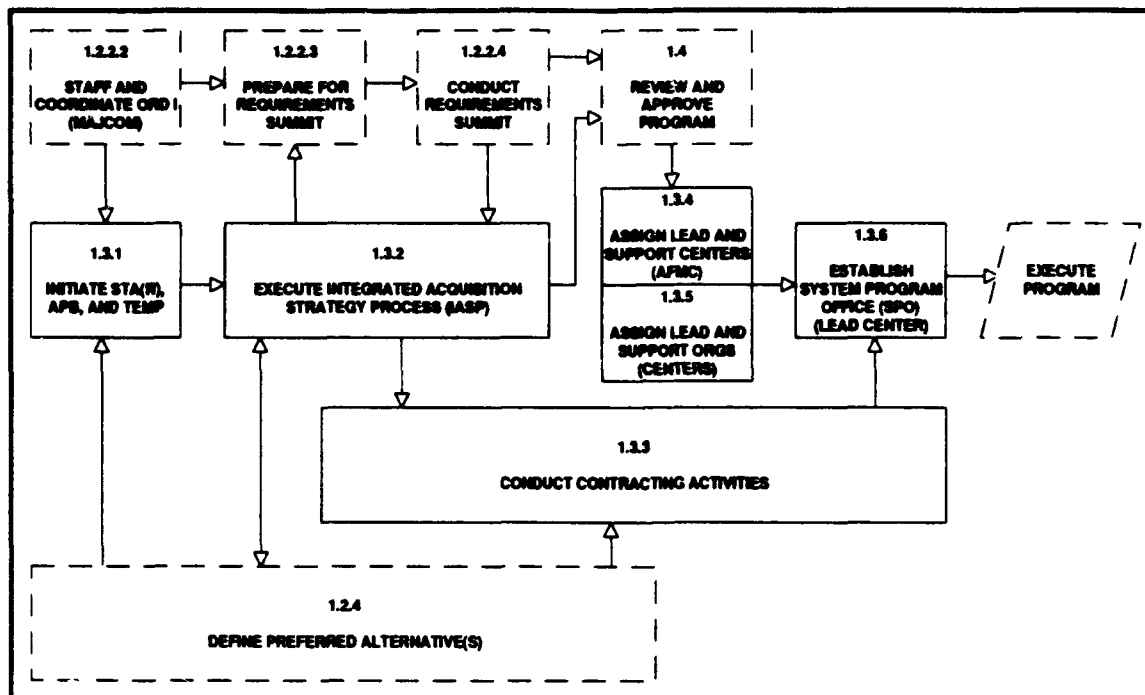 1.2.2.2
STAFF AND
COORDINATE ORD I
(MAJCOM)
1.2.2.3
PREPARE FOR
REQUIREMENTS
SUMMIT
1.2.2.4
CONDUCT
REQUIREMENTS
SUMMIT
1.4
REVIEW AND
APPROVE
PROGRAM
1.3.1
INITIATE
APB, AND TEMP
1.3.2
EXECUTE INTEGRATED ACQUISITION
STRATEGY PROCESS (IASP)
1.3.4
ASSIGN LEAD AND
SUPPORT CENTERS
(AFMC)
1.3.5
ASSIGN LEAD AND
SUPPORT ORGS
(CENTERS)
1.3.6
ESTABLISH
SYSTEM PROGRAM
OFFICE (SPO)
(LEAD CENTER)
EXECUTE
PROGRAM
1.3.3
CONDUCT CONTRACTING ACTIVITIES
1.2.4
DEFINE PREFERRED ALTERNATIVE(S)